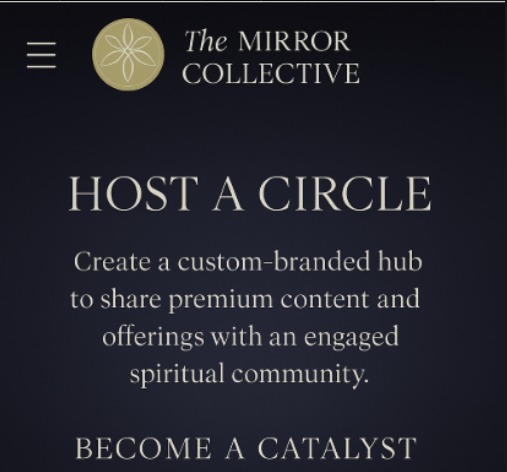 The MIRROR
COLLECTIVE
HOST A CIRCLE
Create a custom-branded hub
to share premium content and
offerings with an engaged
spiritual community.
BECOME A CATALYST